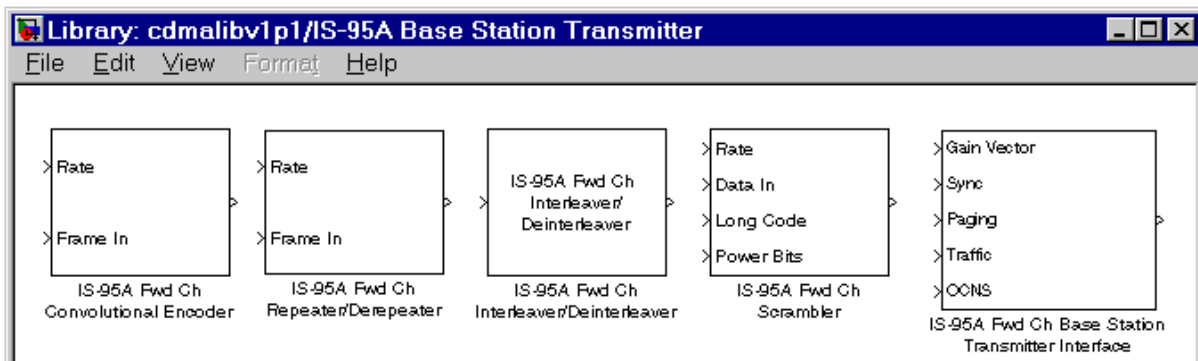 Library: cdmalibv1p1/IS-95A Base Station Transmitter
File Edit View Format Help
Rate
Frame In
IS-95A Fwd Ch
Convolutional Encoder
Rate
Frame In
IS-95A Fwd Ch
Repeater/Derepeater
IS-95A Fwd Ch
Interleaver/
Deinterleaver
IS-95A Fwd Ch
Interleaver/Deinterleaver
Rate
Data In
Long Code
Power Bits
IS-95A Fwd Ch
Scrambler
Gain Vector
Sync
Paging
Traffic
OCNS
IS-95A Fwd Ch Base Station
Transmitter Interface